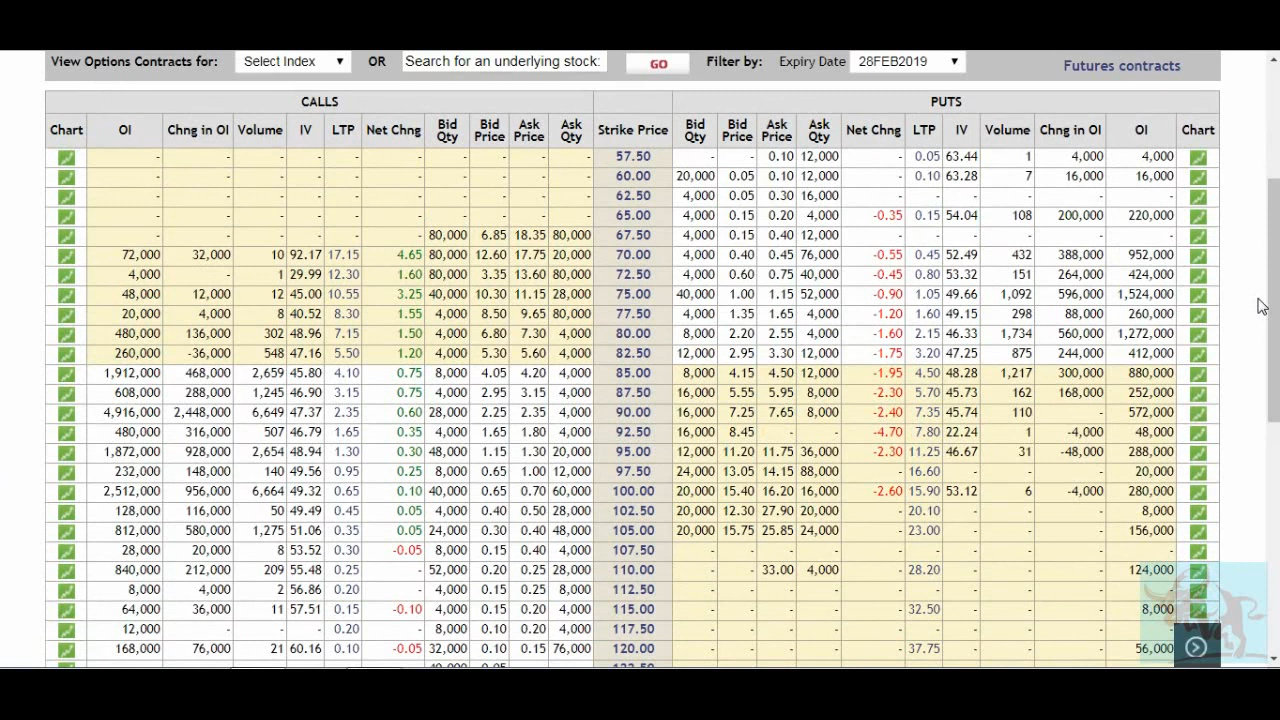 View Options Contracts for: Select Index OR Search for an underlying stock: GO Filter by: Expiry Date 28FEB2019 Futures contracts
CALLS PUTS
Chart OI Chng in OI Volume IV LTP Net Chng Bid Qty Bid Price Ask Price Ask Qty Strike Price Bid Qty Bid Price Ask Price Ask Qty Net Chng LTP IV Volume Chng in OI OI Chart
- - - - - - - - - - 57.50 - - 0.10 12,000 - 0.05 63.44 1 4,000 4,000
- - - - - - - - - - 60.00 20,000 0.05 0.10 12,000 - 0.10 63.28 7 16,000 16,000
- - - - - - - - - - 62.50 4,000 0.05 0.30 16,000 - - - - - -
- - - - - - - - - - 65.00 4,000 0.15 0.20 4,000 -0.35 0.15 54.04 108 200,000 220,000
- - - - - - 80,000 6.85 18.35 80,000 67.50 4,000 0.15 0.40 12,000 - - - - - -
72,000 32,000 10 92.17 17.15 4.65 80,000 12.60 17.75 20,000 70.00 4,000 0.40 0.45 76,000 -0.55 0.45 52.49 432 388,000 952,000
4,000 - 1 29.99 12.30 1.60 80,000 3.35 13.60 80,000 72.50 4,000 0.60 0.75 40,000 -0.45 0.80 53.32 151 264,000 424,000
48,000 12,000 12 45.00 10.55 3.25 40,000 10.30 11.15 28,000 75.00 40,000 1.00 1.15 52,000 -0.90 1.05 49.66 1,092 596,000 1,524,000
20,000 4,000 8 40.52 8.30 1.55 4,000 8.50 9.65 80,000 77.50 4,000 1.35 1.65 4,000 -1.20 1.60 49.15 298 88,000 260,000
480,000 136,000 302 48.96 7.15 1.50 4,000 6.80 7.30 4,000 80.00 8,000 2.20 2.55 4,000 -1.60 2.15 46.33 1,734 560,000 1,272,000
260,000 -36,000 548 47.16 5.50 1.20 4,000 5.30 5.60 4,000 82.50 12,000 2.95 3.30 12,000 -1.75 3.20 47.25 875 244,000 412,000
1,912,000 468,000 2,659 45.80 4.10 0.75 8,000 4.05 4.20 4,000 85.00 8,000 4.15 4.50 12,000 -1.95 4.50 48.28 1,217 300,000 880,000
608,000 288,000 1,245 46.90 3.15 0.75 4,000 2.95 3.15 4,000 87.50 16,000 5.55 5.95 8,000 -2.30 5.70 45.73 162 168,000 252,000
4,916,000 2,448,000 6,649 47.37 2.35 0.60 28,000 2.25 2.35 4,000 90.00 16,000 7.25 7.65 8,000 -2.40 7.35 45.74 110 - 572,000
480,000 316,000 507 46.79 1.65 0.35 4,000 1.65 1.80 4,000 92.50 16,000 8.45 - - -4.70 7.80 22.24 1 -4,000 48,000
1,872,000 928,000 2,654 48.94 1.30 0.30 48,000 1.15 1.30 20,000 95.00 12,000 11.20 11.75 36,000 -2.30 11.25 46.67 31 -48,000 288,000
232,000 148,000 140 49.56 0.95 0.25 8,000 0.65 1.00 12,000 97.50 24,000 13.05 14.15 88,000 - 16.60 - - - 20,000
2,512,000 956,000 6,664 49.32 0.65 0.10 40,000 0.65 0.70 60,000 100.00 20,000 15.40 16.20 16,000 -2.60 15.90 53.12 6 -4,000 280,000
128,000 116,000 50 49.49 0.45 0.05 4,000 0.40 0.50 28,000 102.50 20,000 12.30 27.90 20,000 - 20.10 - - - 8,000
812,000 580,000 1,275 51.06 0.35 0.05 24,000 0.30 0.40 48,000 105.00 20,000 15.75 25.85 24,000 - 23.00 - - - 156,000
28,000 20,000 8 53.52 0.30 -0.05 8,000 0.15 0.40 4,000 107.50 - - - - - - - - - -
840,000 212,000 209 55.48 0.25 - 52,000 0.20 0.25 28,000 110.00 - - 33.00 4,000 - 28.20 - - - 124,000
8,000 4,000 2 56.86 0.20 - 4,000 0.15 0.25 8,000 112.50 - - - - - - - - - -
64,000 36,000 11 57.51 0.15 -0.10 4,000 0.15 0.20 4,000 115.00 - - - - - 32.50 - - - 8,000
12,000 - - - 0.20 - 8,000 0.10 0.20 4,000 117.50 - - - - - - - - - -
168,000 76,000 21 60.16 0.10 -0.05 32,000 0.10 0.15 76,000 120.00 - - - - - 37.75 - - - 56,000